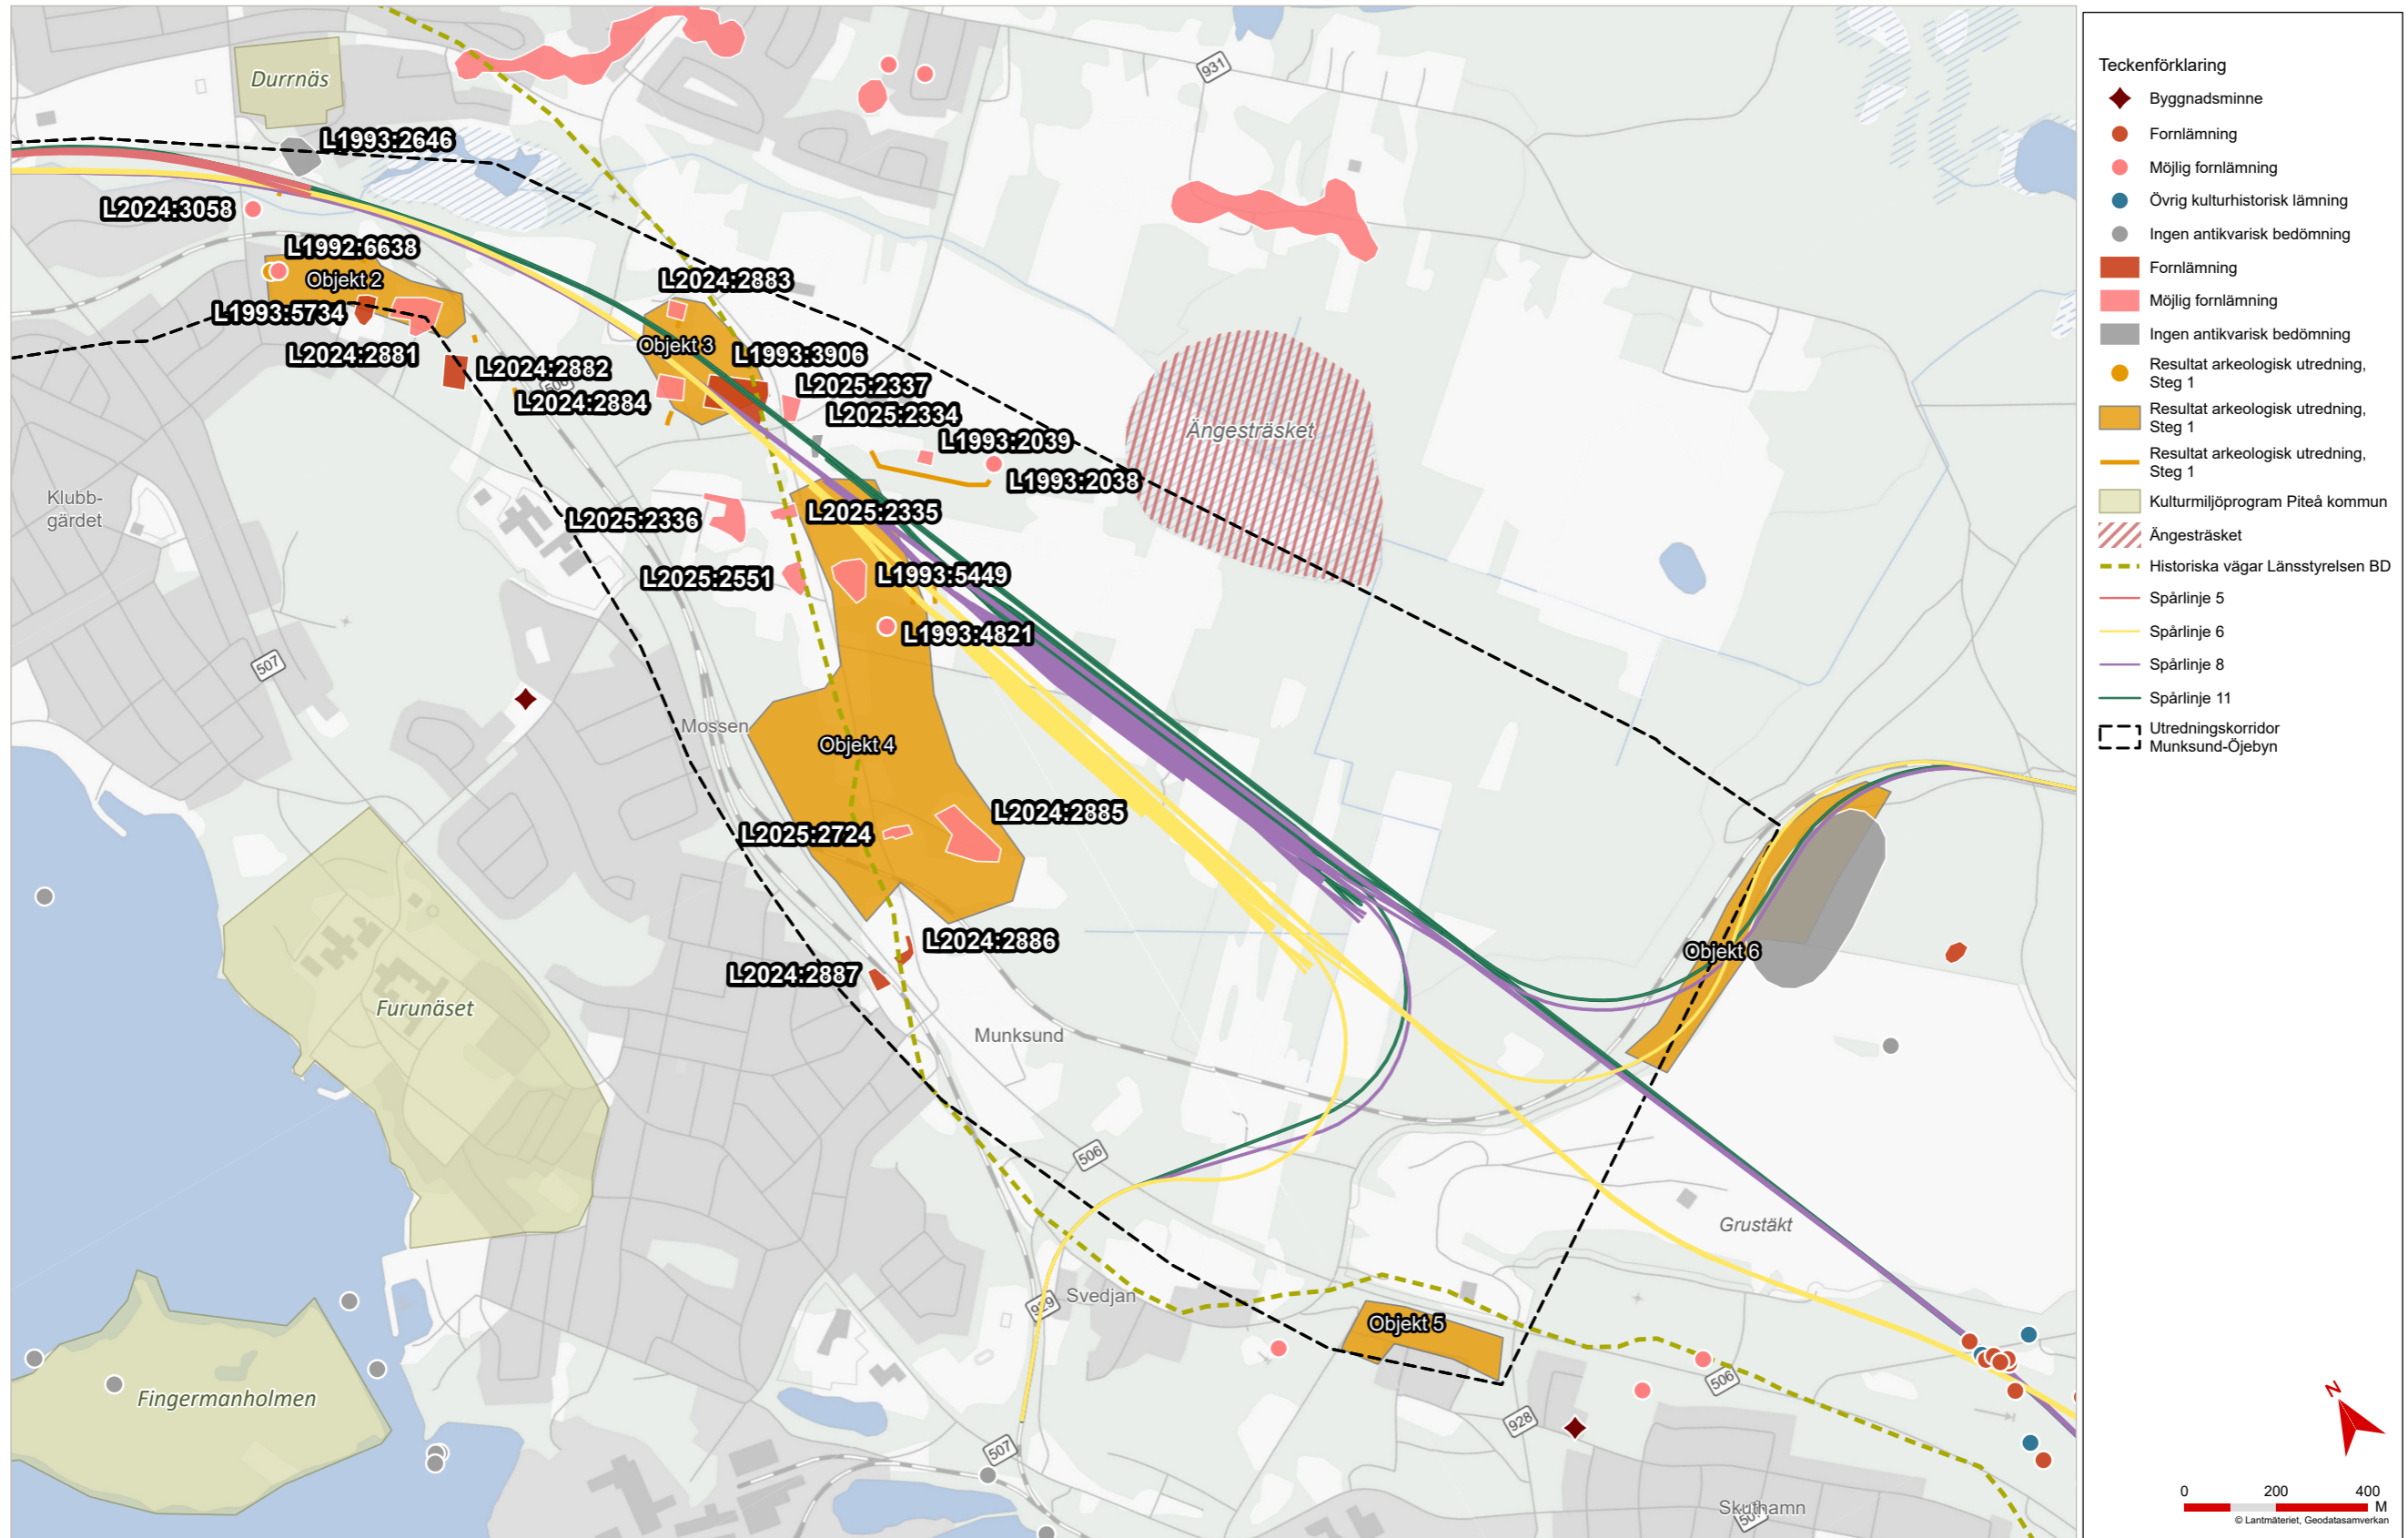 Durrnäs
931
L1993:2646
L2024:3058
L1992:6638
Objekt 2
L1993:5734
L2024:2881
L2024:2882
L2024:2883
Objekt 3
L1993:3906
L2025:2337
L2024:2884
L2025:2334
L1993:2039
L1993:2038
Ängesträsket
Klubb-
gärdet
L2025:2336
L2025:2335
L2025:2551
L1993:5449
L1993:4821
507
Mossen
Objekt 4
L2024:2885
L2025:2724
L2024:2886
L2024:2887
Objekt 6
Furunäset
Munksund
506
Grustäkt
Svedjan
929
Objekt 5
506
Fingermanholmen
928
507
Skuthamn
Teckenförklaring
Byggnadsminne
Fornlämning
Möjlig fornlämning
Övrig kulturhistorisk lämning
Ingen antikvarisk bedömning
Fornlämning
Möjlig fornlämning
Ingen antikvarisk bedömning
Resultat arkeologisk utredning,
Steg 1
Resultat arkeologisk utredning,
Steg 1
Resultat arkeologisk utredning,
Steg 1
Kulturmiljöprogram Piteå kommun
Ängesträsket
Historiska vägar Länsstyrelsen BD
Spårlinje 5
Spårlinje 6
Spårlinje 8
Spårlinje 11
Utredningskorridor
Munksund-Öjebyn
N
0 200 400
M
© Lantmäteriet, Geodatasamverkan